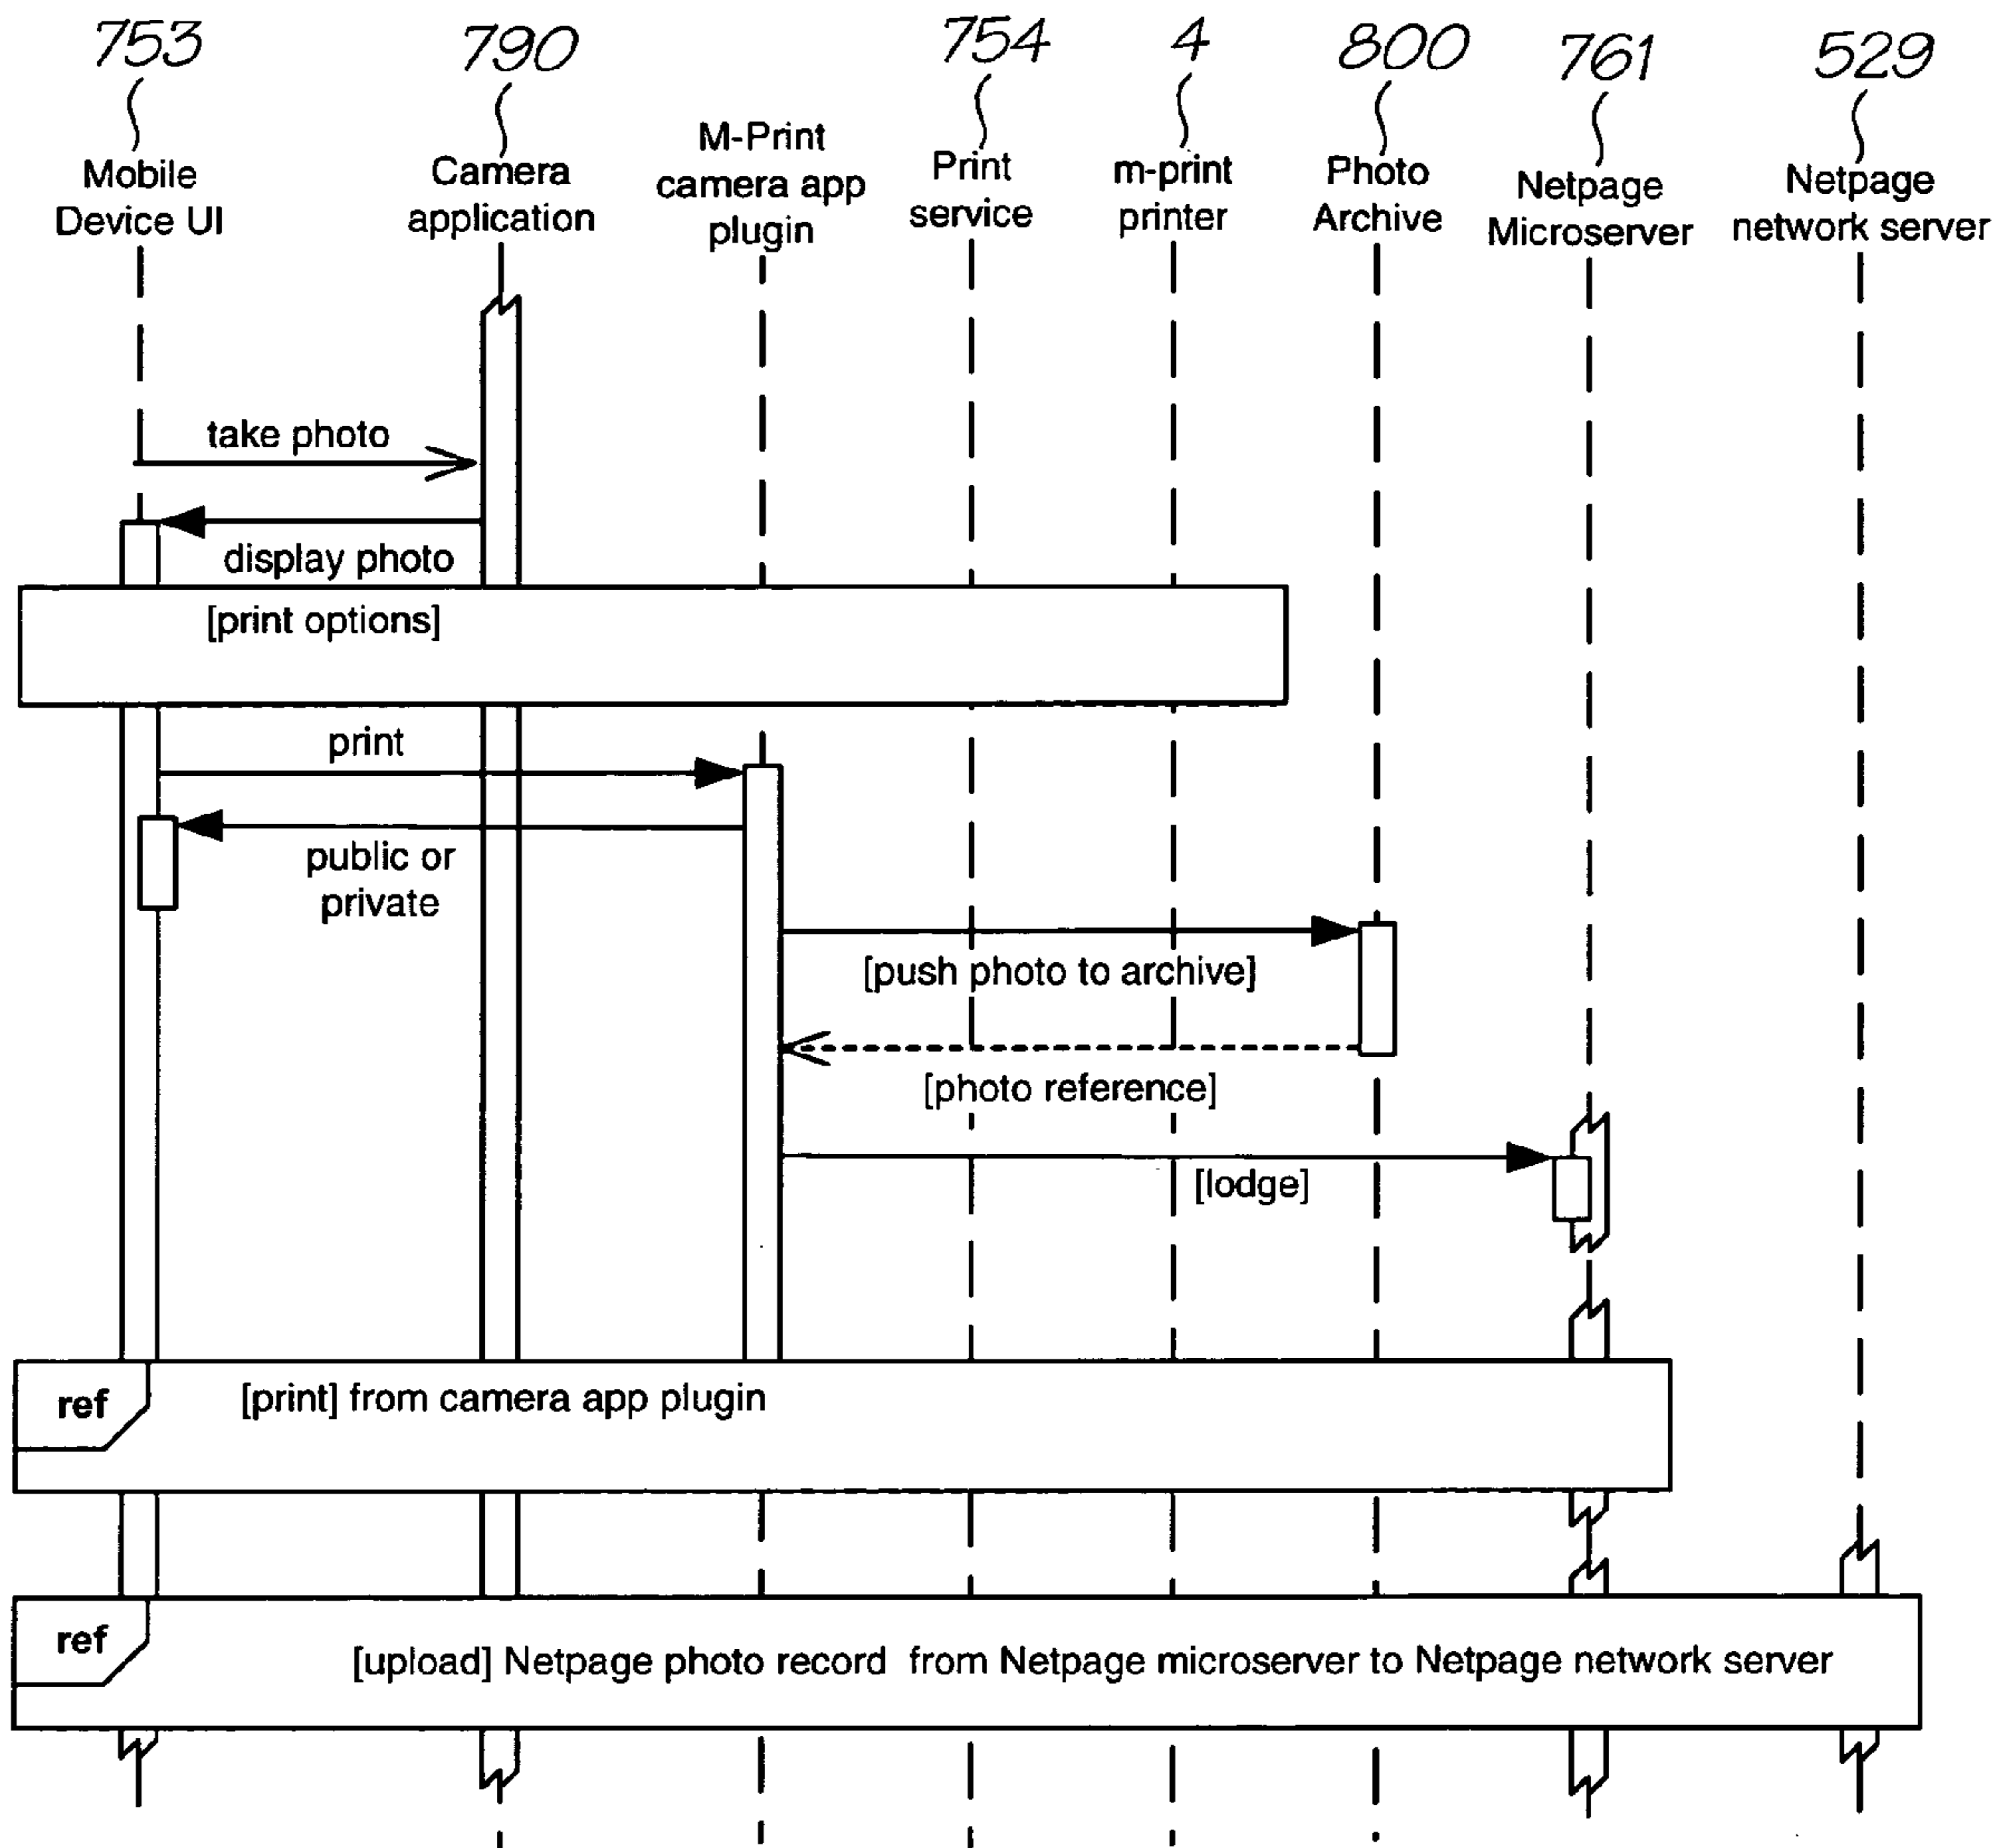 753
790
754
4
800
761
529
Mobile
Device UI
Camera
application
M-Print
camera app
plugin
Print
service
m-print
printer
Photo
Archive
Netpage
Microserver
Netpage
network server
take photo
display photo
[print options]
print
public or
private
[push photo to archive]
[photo reference]
[lodge]
ref
[print] from camera app plugin
ref
[upload] Netpage photo record from Netpage microserver to Netpage network server